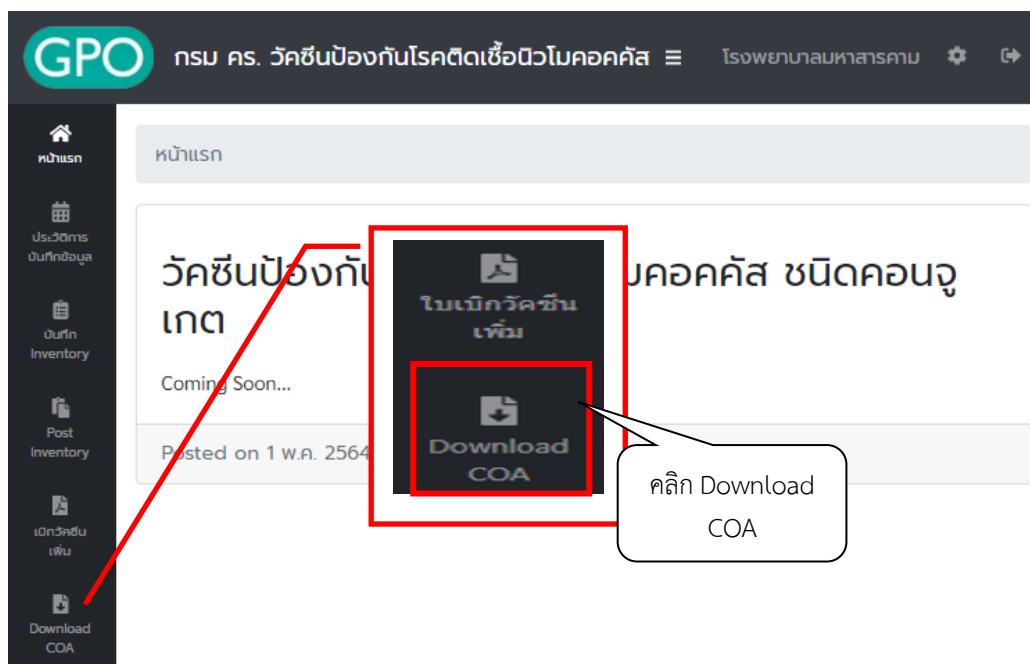 GPO
กรม คร. วัคซีนป้องกันโรคติดเชื้อนิวโมคอคคัส
โรงพยาบาลมหาสารคาม
หน้าแรก
ประวัติการ
บันทึกข้อมูล
บันทึก
Inventory
Post
Inventory
เบิกวัคซีน
เพิ่ม
Download
COA
หน้าแรก
วัคซีนป้องกัน มคอคคัส ชนิดคอนจู
เกต
Coming Soon...
Posted on 1 พ.ค. 2564
ใบเบิกวัคซีน
เพิ่ม
Download
COA
คลิก Download
COA